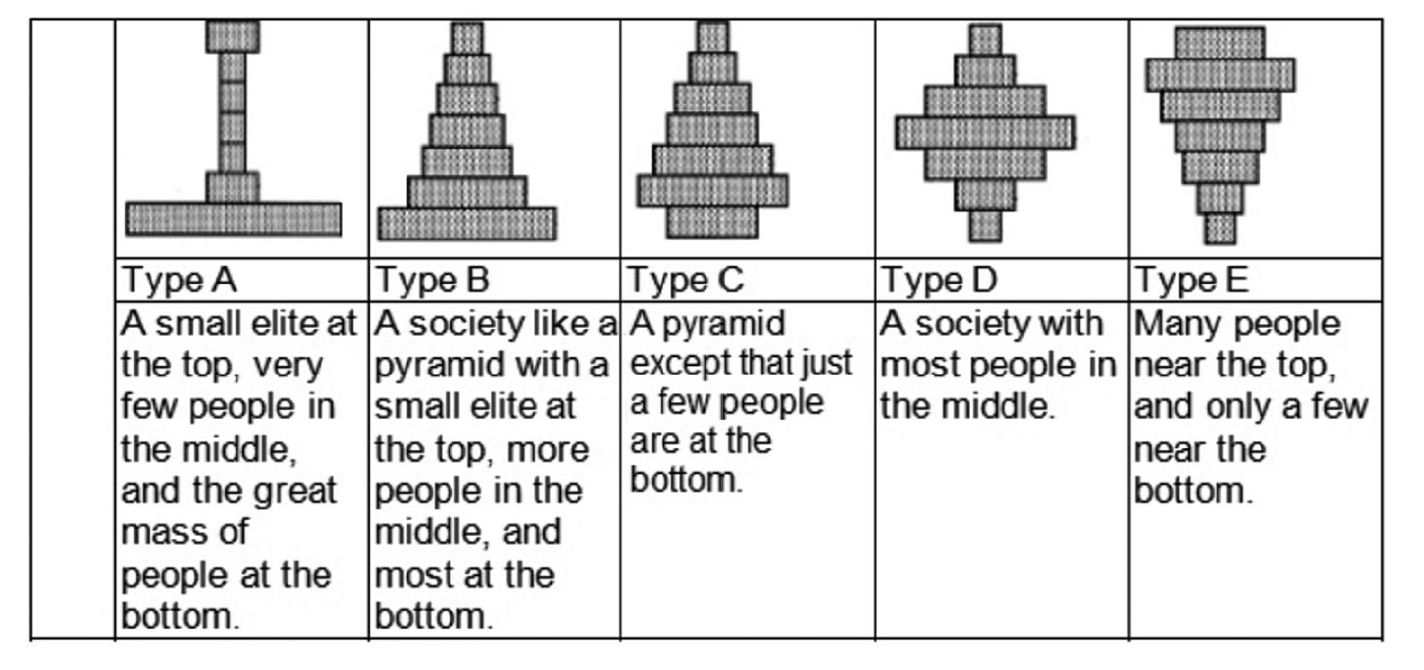 Type A
A small elite at
the top, very
few people in
the middle,
and the great
mass of
people at the
bottom.
Type B
A society like a
pyramid with a
small elite at
the top, more
people in the
middle, and
most at the
bottom.
Type C
A pyramid
except that just
a few people
are at the
bottom.
Type D
A society with
most people in
the middle.
Type E
Many people
near the top,
and only a few
near the
bottom.